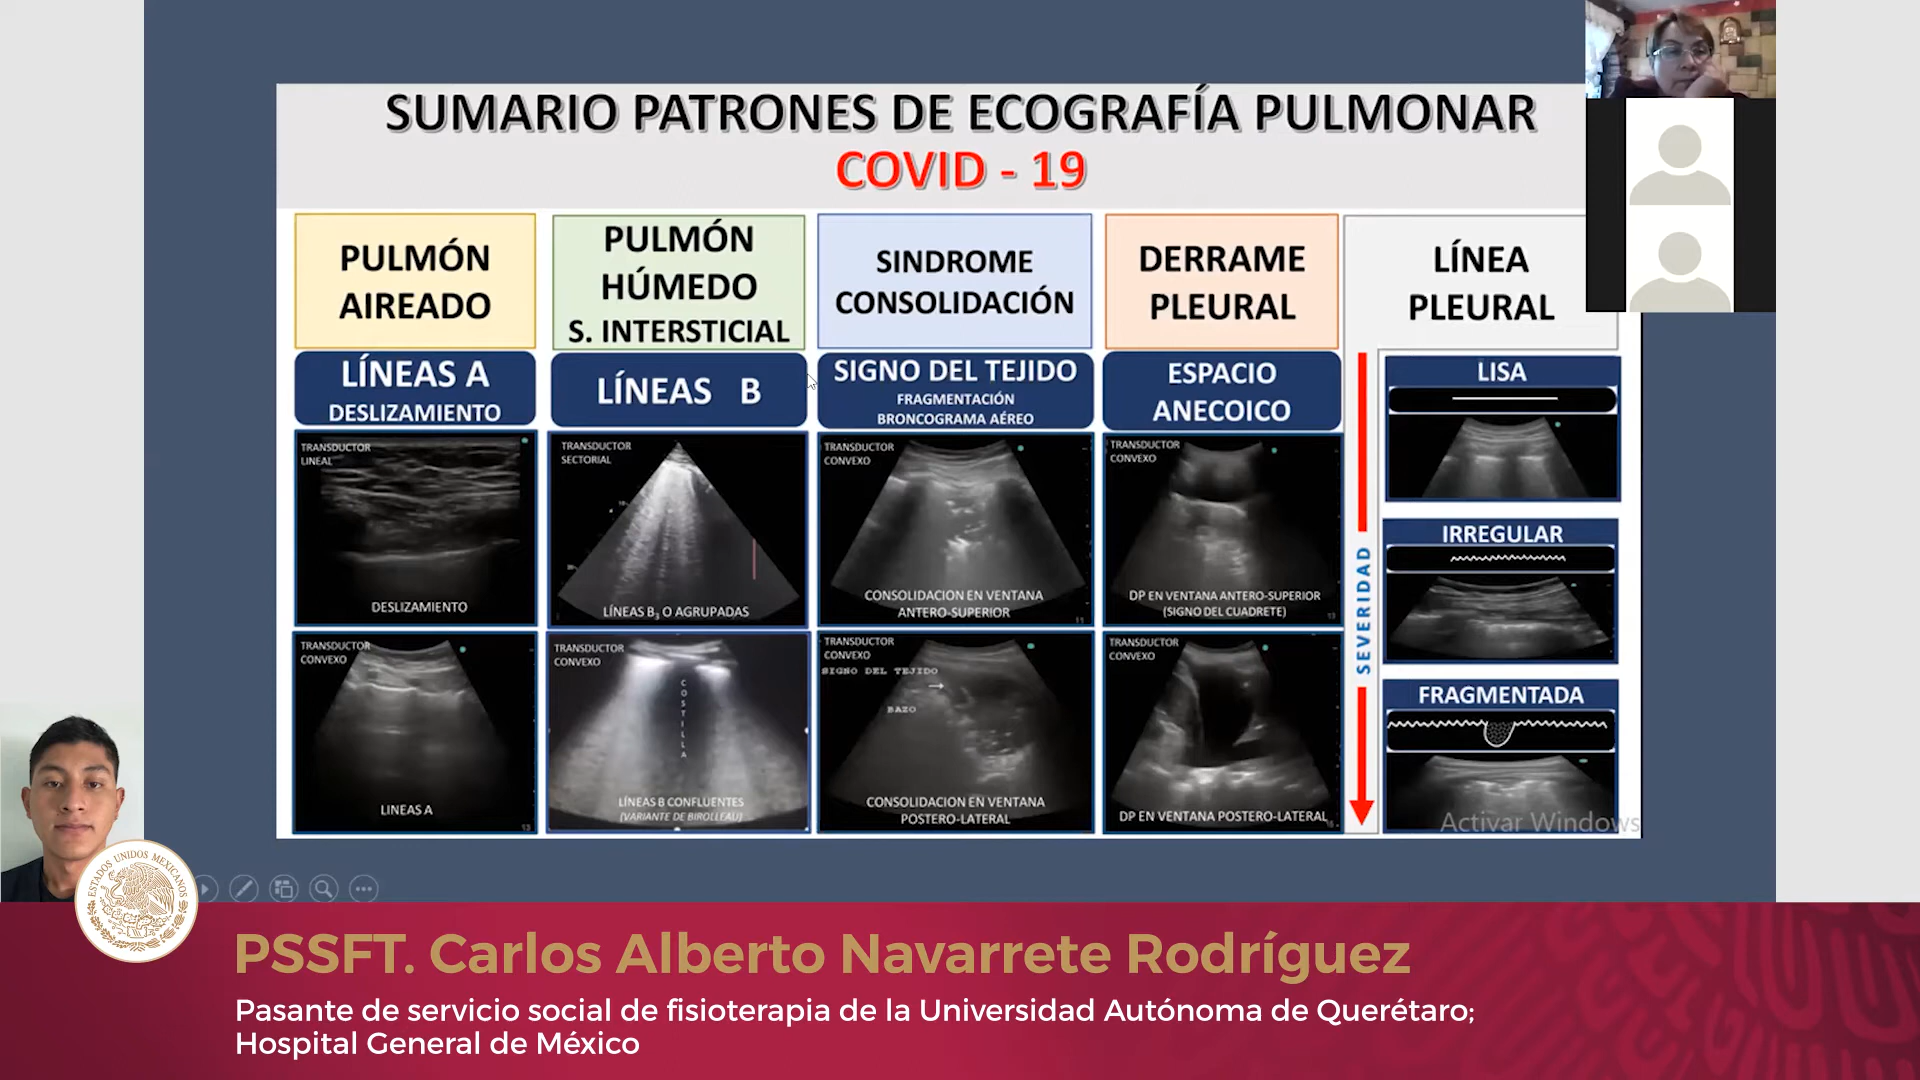 SUMARIO PATRONES DE ECOGRAFÍA PULMONAR
COVID - 19
PULMÓN
AIREADO
PULMÓN
HÚMEDO
S. INTERSTICIAL
SINDROME
CONSOLIDACIÓN
DERRAME
PLEURAL
LÍNEA
PLEURAL
LÍNEAS A
DESLIZAMIENTO
LÍNEAS B
SIGNO DEL TEJIDO
FRAGMENTACIÓN
BRONCOGRAMA AÉREO
ESPACIO
ANECOICO
LISA
TRANSDUCTOR
LINEAL
DESLIZAMIENTO
TRANSDUCTOR
SECTORIAL
LÍNEAS B3 O AGRUPADAS
TRANSDUCTOR
CONVEXO
CONSOLIDACION EN VENTANA
ANTERO-SUPERIOR
TRANSDUCTOR
CONVEXO
DP EN VENTANA ANTERO-SUPERIOR
(SIGNO DEL CUADRETE)
SEVERIDAD
IRREGULAR
TRANSDUCTOR
CONVEXO
LINEAS A
TRANSDUCTOR
CONVEXO
COSTILLA
LÍNEAS B CONFLUENTES
(VARIANTE DE BIROLLEAU)
TRANSDUCTOR
CONVEXO
SIGNO DEL TEJIDO
BAZO
CONSOLIDACION EN VENTANA
POSTERO-LATERAL
TRANSDUCTOR
CONVEXO
DP EN VENTANA POSTERO-LATERAL
FRAGMENTADA
Activar Windows
ESTADOS UNIDOS MEXICANOS
PSSFT. Carlos Alberto Navarrete Rodríguez
Pasante de servicio social de fisioterapia de la Universidad Autónoma de Querétaro;
Hospital General de México